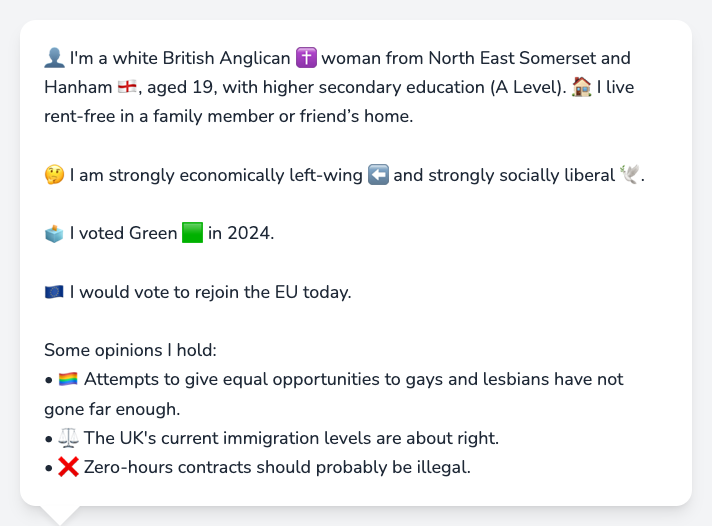 👤 I'm a white British Anglican ✝️ woman from North East Somerset and
Hanham 🏴󠁧󠁢󠁥󠁮󠁧󠁿, aged 19, with higher secondary education (A Level). 🏠 I live
rent-free in a family member or friend’s home.
🤔 I am strongly economically left-wing ⬅️ and strongly socially liberal 🕊️.
🗳️ I voted Green 🟩 in 2024.
🇪🇺 I would vote to rejoin the EU today.
Some opinions I hold:
• 🏳️‍🌈 Attempts to give equal opportunities to gays and lesbians have not
gone far enough.
• ⚖️ The UK's current immigration levels are about right.
• ❌ Zero-hours contracts should probably be illegal.